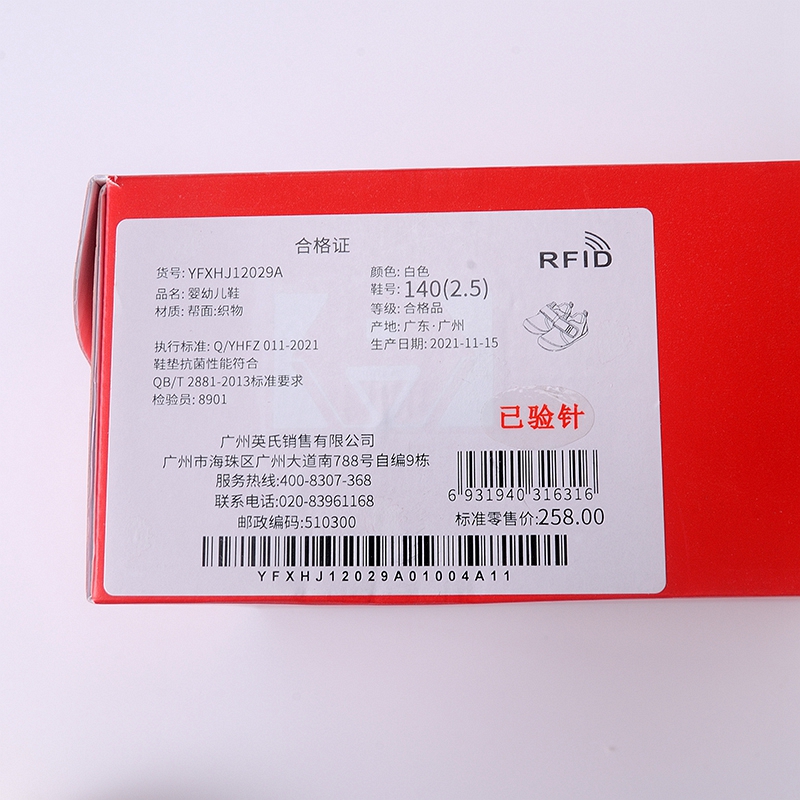 合格证
RFID
货号: YFXHJ12029A
品名: 婴幼儿鞋
材质: 帮面:织物
颜色: 白色
鞋号: 140(2.5)
等级: 合格品
产地: 广东·广州
生产日期: 2021-11-15
执行标准: Q/YHFZ 011-2021
鞋垫抗菌性能符合
QB/T 2881-2013标准要求
检验员: 8901
已验针
广州英氏销售有限公司
广州市海珠区广州大道南788号自编9栋
服务热线:400-8307-368
联系电话:020-83961168
邮政编码:510300
6 931940 316316
标准零售价:258.00
YFXHJ12029A01004A11